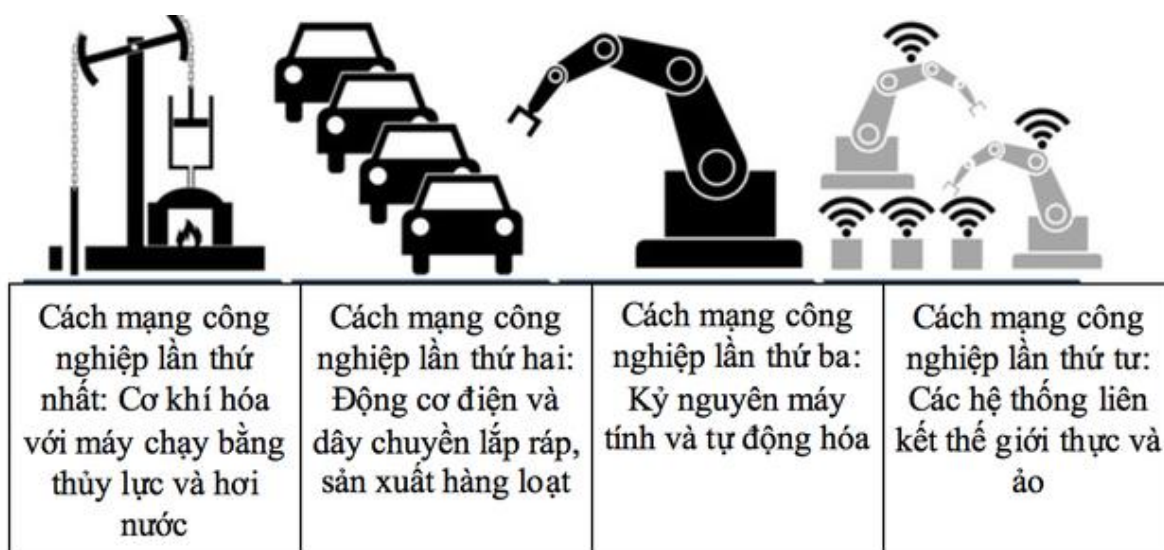 Cách mạng công
nghiệp lần thứ
nhất: Cơ khí hóa
với máy chạy bằng
thủy lực và hơi
nước
Cách mạng công
nghiệp lần thứ hai:
Động cơ điện và
dây chuyền lắp ráp,
sản xuất hàng loạt
Cách mạng công
nghiệp lần thứ ba:
Kỷ nguyên máy
tính và tự động hóa
Cách mạng công
nghiệp lần thứ tư:
Các hệ thống liên
kết thế giới thực và
ảo